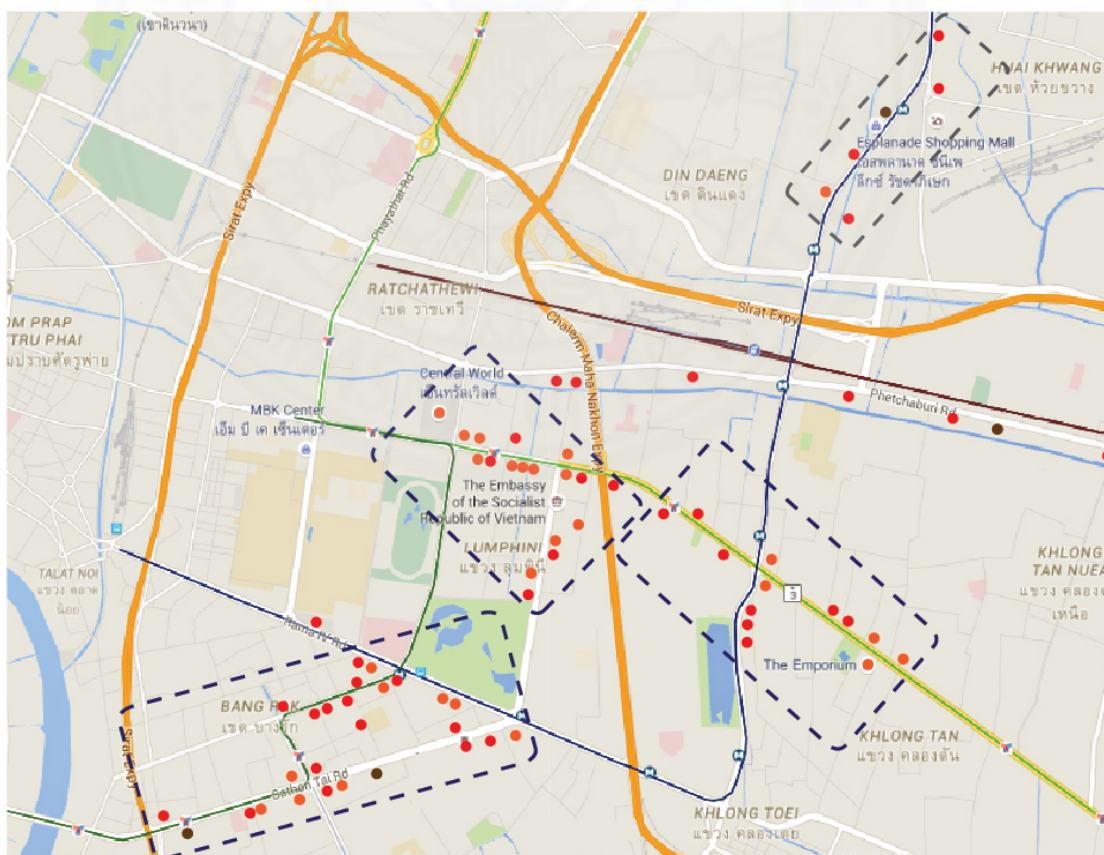 (เขาดินวนา)
HUAI KHWANG
เขต ห้วยขวาง
Esplanade Shopping Mall
เอสพลานาด ซีนีเพ
ลีกซ์ รัชดาภิเษก
DIN DAENG
เขต ดินแดง
Sirat Expy
Phayathai Rd
RATCHATHEWI
เขต ราชเทวี
Sirat Expy
OM PRAP
TTRU PHAI
มปราบศัตรูพ่าย
Chalerm Maha Nakhon Expy
Central World
เซ็นทรัลเวิลด์
MBK Center
เอ็ม บี เค เซ็นเตอร์
Phetchaburi Rd
The Embassy
of the Socialist
Republic of Vietnam
LUMPHINI
แขวง ลุมพินี
KHLONG
TAN NUEA
แขวง คลองตัน
เหนือ
TALAT NOI
แขวง ตลาด
น้อย
3
Rama IV Rd
The Emporium
BANG RAK
เขต บางรัก
KHLONG TAN
แขวง คลองตัน
Sirat Expy
Sathon Tai Rd
KHLONG TOEI
แขวง คลองเตย